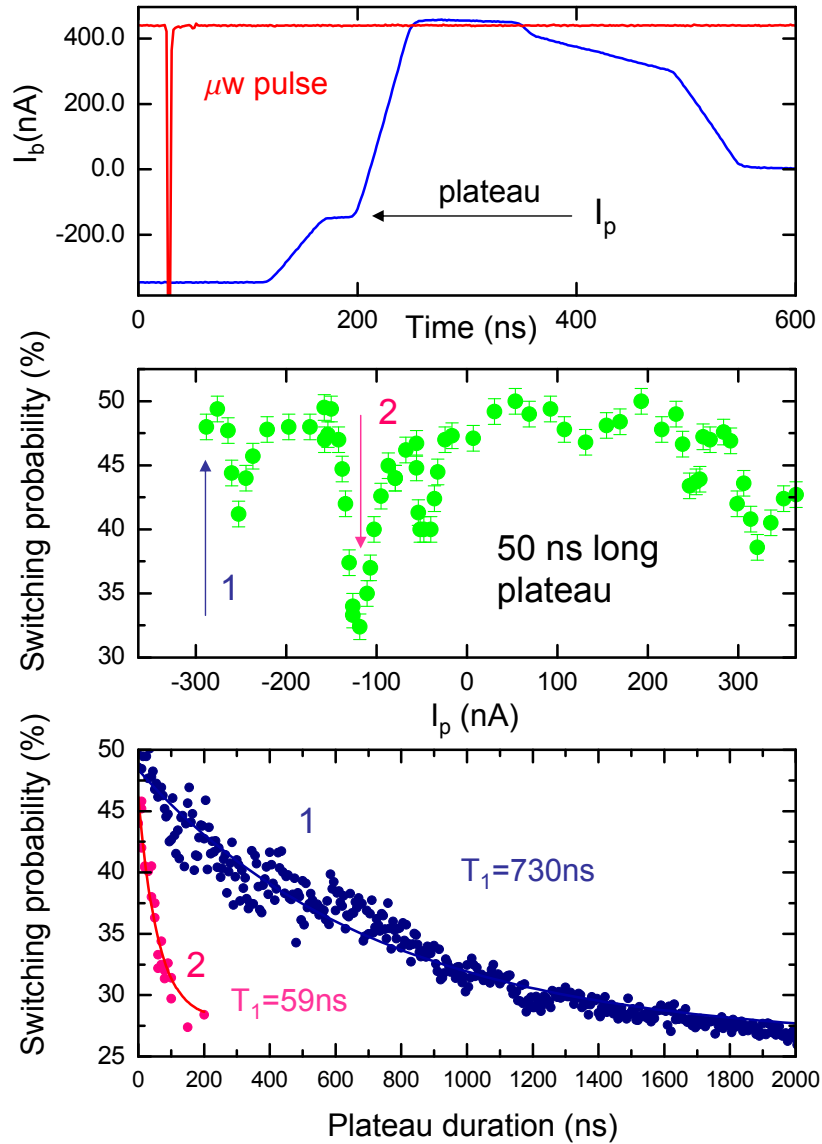 400.0
μw pulse
I_b(nA)
0.0
plateau
I_p
-200.0
0 200 400 600
Time (ns)
Switching probability (%)
50
2
45
40
35
1
50 ns long
plateau
30
-300 -200 -100 0 100 200 300
I_p (nA)
Switching probability (%)
50
45
1
40
T_1=730ns
35
2
30
T_1=59ns
25
0 200 400 600 800 1000 1200 1400 1600 1800 2000
Plateau duration (ns)